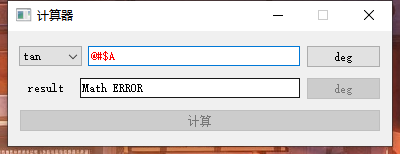 计算器
tan @#$A deg
result Math ERROR deg
计算